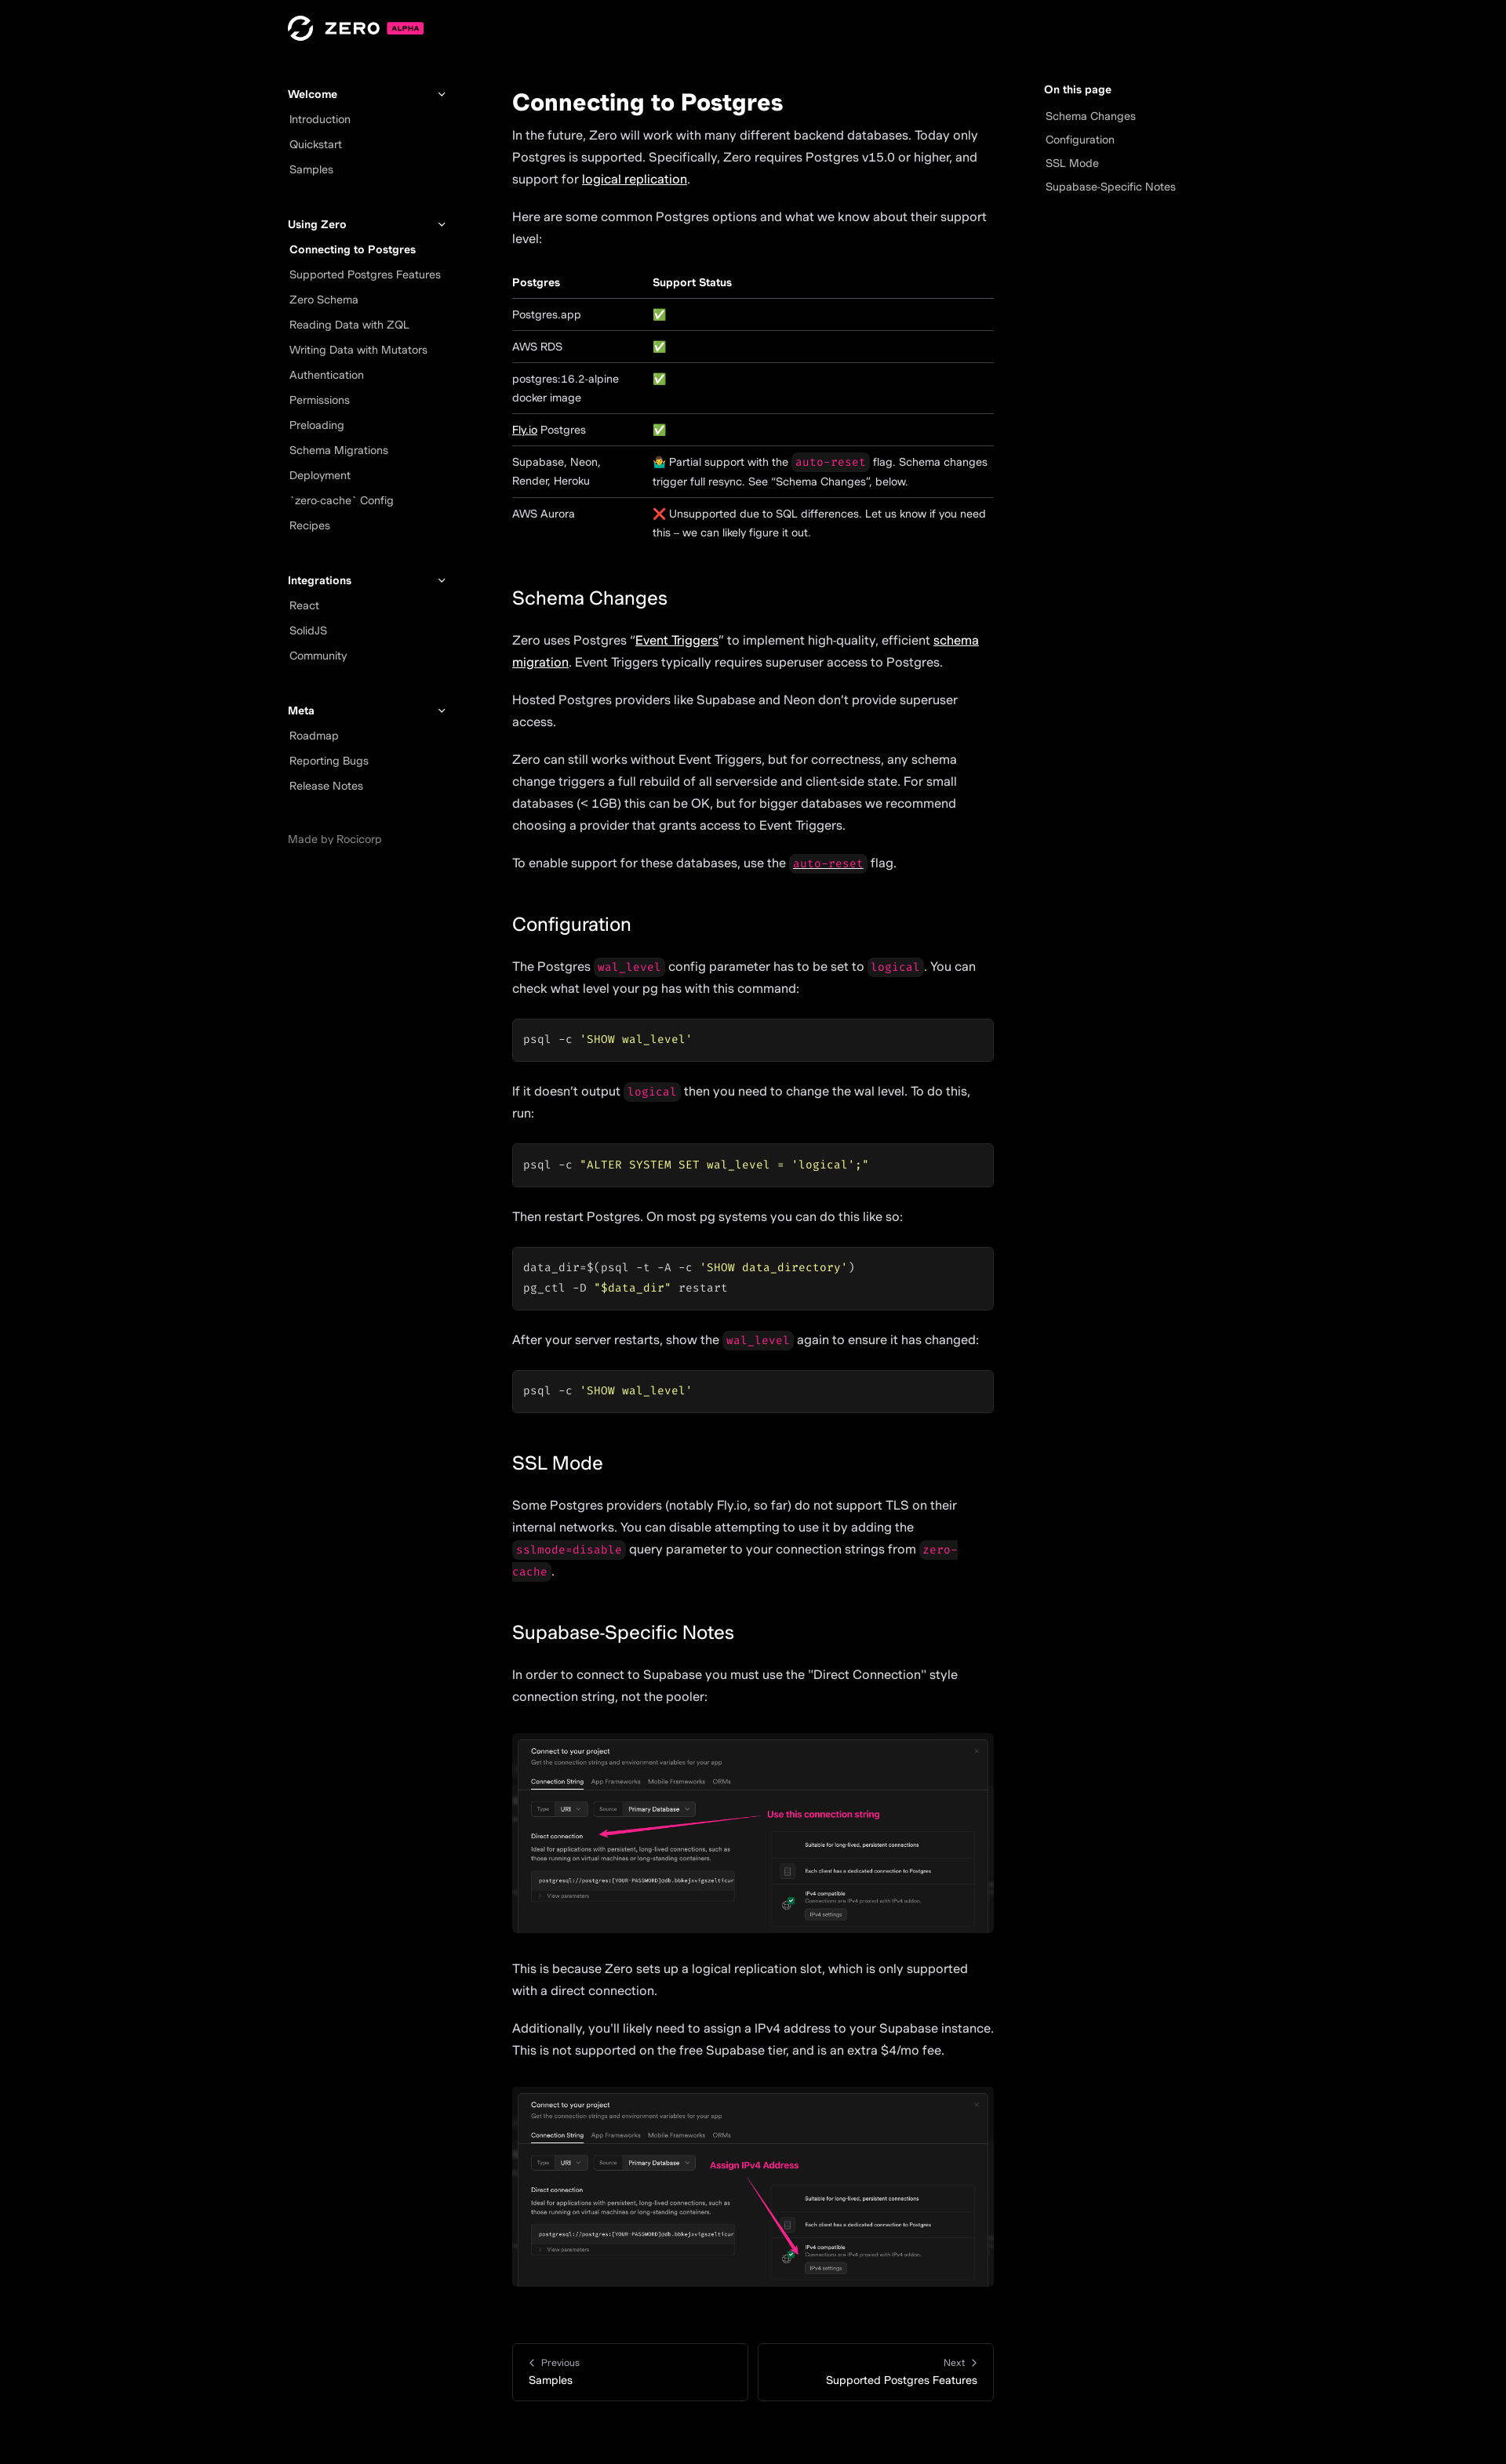 ZERO ALPHA
Welcome
Introduction
Quickstart
Samples
Using Zero
Connecting to Postgres
Supported Postgres Features
Zero Schema
Reading Data with ZQL
Writing Data with Mutators
Authentication
Permissions
Preloading
Schema Migrations
Deployment
`zero-cache` Config
Recipes
Integrations
React
SolidJS
Community
Meta
Roadmap
Reporting Bugs
Release Notes
Made by Rocicorp
Connecting to Postgres
In the future, Zero will work with many different backend databases. Today only
Postgres is supported. Specifically, Zero requires Postgres v15.0 or higher, and
support for logical replication.
Here are some common Postgres options and what we know about their support
level:
Postgres Support Status
Postgres.app ✅
AWS RDS ✅
postgres:16.2-alpine ✅
docker image
Fly.io Postgres ✅
Supabase, Neon, 🤷‍♂️ Partial support with the auto-reset flag. Schema changes
Render, Heroku trigger full resync. See “Schema Changes”, below.
AWS Aurora ❌ Unsupported due to SQL differences. Let us know if you need
this – we can likely figure it out.
Schema Changes
Zero uses Postgres “Event Triggers” to implement high-quality, efficient schema
migration. Event Triggers typically requires superuser access to Postgres.
Hosted Postgres providers like Supabase and Neon don’t provide superuser
access.
Zero can still works without Event Triggers, but for correctness, any schema
change triggers a full rebuild of all server-side and client-side state. For small
databases (< 1GB) this can be OK, but for bigger databases we recommend
choosing a provider that grants access to Event Triggers.
To enable support for these databases, use the auto-reset flag.
Configuration
The Postgres wal_level config parameter has to be set to logical. You can
check what level your pg has with this command:
psql -c 'SHOW wal_level'
If it doesn’t output logical then you need to change the wal level. To do this,
run:
psql -c "ALTER SYSTEM SET wal_level = 'logical';"
Then restart Postgres. On most pg systems you can do this like so:
data_dir=$(psql -t -A -c 'SHOW data_directory')
pg_ctl -D "$data_dir" restart
After your server restarts, show the wal_level again to ensure it has changed:
psql -c 'SHOW wal_level'
SSL Mode
Some Postgres providers (notably Fly.io, so far) do not support TLS on their
internal networks. You can disable attempting to use it by adding the
sslmode=disable query parameter to your connection strings from zero-
cache.
Supabase-Specific Notes
In order to connect to Supabase you must use the "Direct Connection" style
connection string, not the pooler:
Connect to your project
Get the connection strings and environment variables for your app
Connection String App Frameworks Mobile Frameworks ORMs
Type URI Source Primary Database
Use this connection string
Direct connection
Ideal for applications with persistent, long-lived connections, such as
those running on virtual machines or long-standing containers.
postgresql://postgres:[YOUR-PASSWORD]@db.
View parameters
Suitable for long-lived, persistent connections
Each client has a dedicated connection to Postgres
IPv4 compatible
Connections are IPv4 proxied with IPv4 addon.
IPv4 settings
This is because Zero sets up a logical replication slot, which is only supported
with a direct connection.
Additionally, you'll likely need to assign a IPv4 address to your Supabase instance.
This is not supported on the free Supabase tier, and is an extra $4/mo fee.
Connect to your project
Get the connection strings and environment variables for your app
Connection String App Frameworks Mobile Frameworks ORMs
Type URI Source Primary Database
Assign IPv4 Address
Direct connection
Ideal for applications with persistent, long-lived connections, such as
those running on virtual machines or long-standing containers.
postgresql://postgres:[YOUR-PASSWORD]@db.
View parameters
Suitable for long-lived, persistent connections
Each client has a dedicated connection to Postgres
IPv4 compatible
Connections are IPv4 proxied with IPv4 addon.
IPv4 settings
Previous
Samples
Next
Supported Postgres Features
On this page
Schema Changes
Configuration
SSL Mode
Supabase-Specific Notes